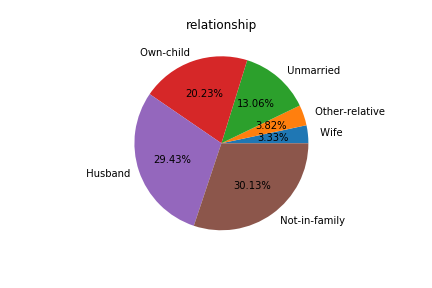 relationship
Own-child
Unmarried
20.23%
13.06%
Other-relative
3.82%
Wife
3.33%
29.43%
Husband
30.13%
Not-in-family